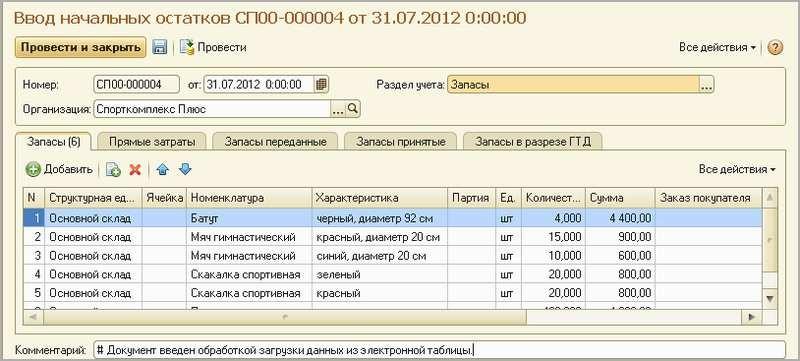 Ввод начальных остатков СП00-000004 от 31.07.2012 0:00:00
Провести и закрыть Провести Все действия ?
Номер: СП00-000004 от: 31.07.2012 0:00:00 Раздел учета: Запасы ...
Организация: Спорткомплекс Плюс ...
Запасы (6) Прямые затраты Запасы переданные Запасы принятые Запасы в разрезе ГТД
Добавить Все действия
N Структурная ед... Ячейка Номенклатура Характеристика Партия Ед. Количест... Сумма Заказ покупателя
1 Основной склад Батут черный, диаметр 92 см шт 4,000 4 400,00
2 Основной склад Мяч гимнастический красный, диаметр 20 см шт 15,000 900,00
3 Основной склад Мяч гимнастический синий, диаметр 20 см шт 10,000 600,00
4 Основной склад Скакалка спортивная зеленый шт 20,000 800,00
5 Основной склад Скакалка спортивная красный шт 20,000 800,00
Комментарий: # Документ введен обработкой загрузки данных из электронной таблицы.